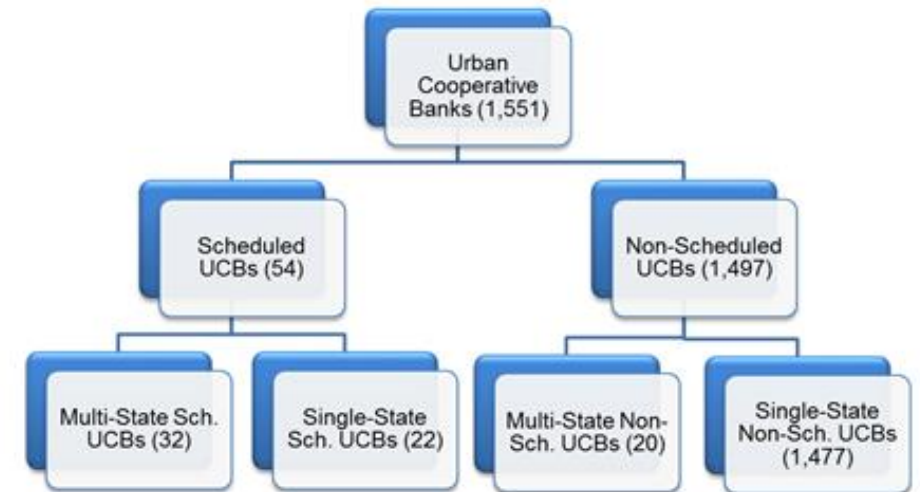 Urban
Cooperative
Banks (1,551)
Scheduled
UCBs (54)
Non-Scheduled
UCBs (1,497)
Multi-State Sch.
UCBs (32)
Single-State
Sch. UCBs (22)
Multi-State Non-
Sch. UCBs (20)
Single-State
Non-Sch. UCBs
(1,477)